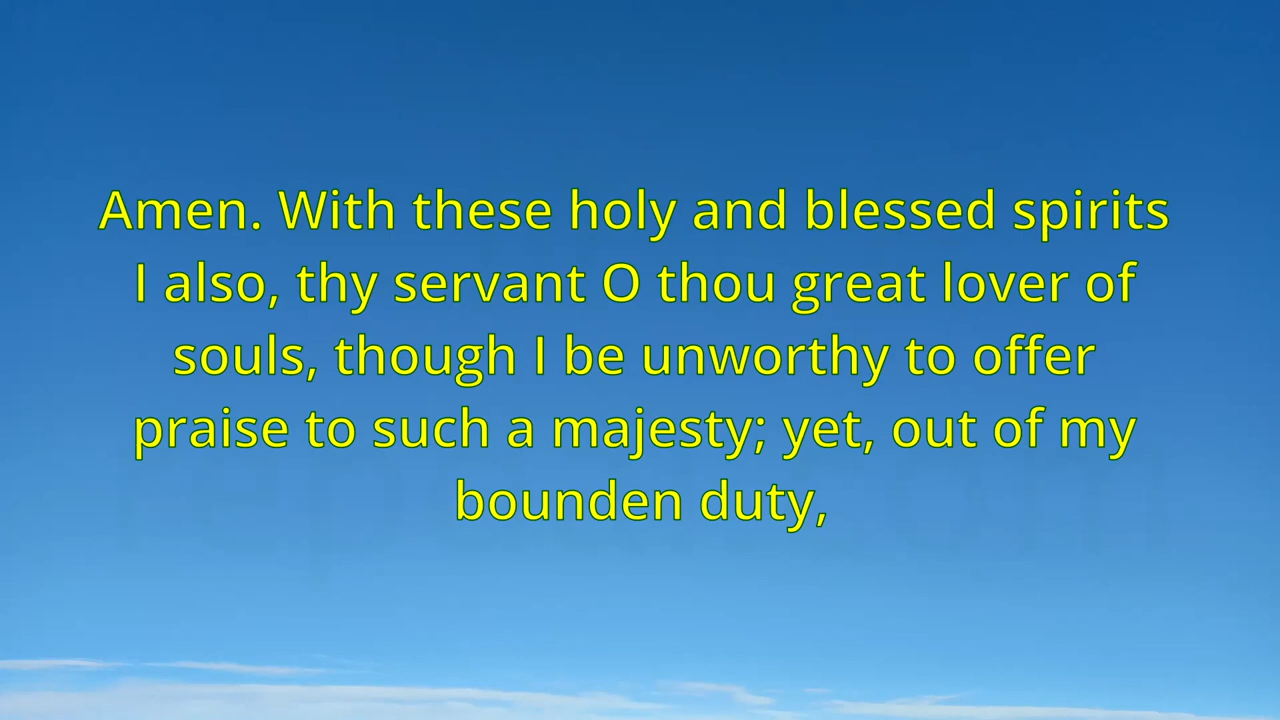 Amen. With these holy and blessed spirits
I also, thy servant O thou great lover of
souls, though I be unworthy to offer
praise to such a majesty; yet, out of my
bounden duty,